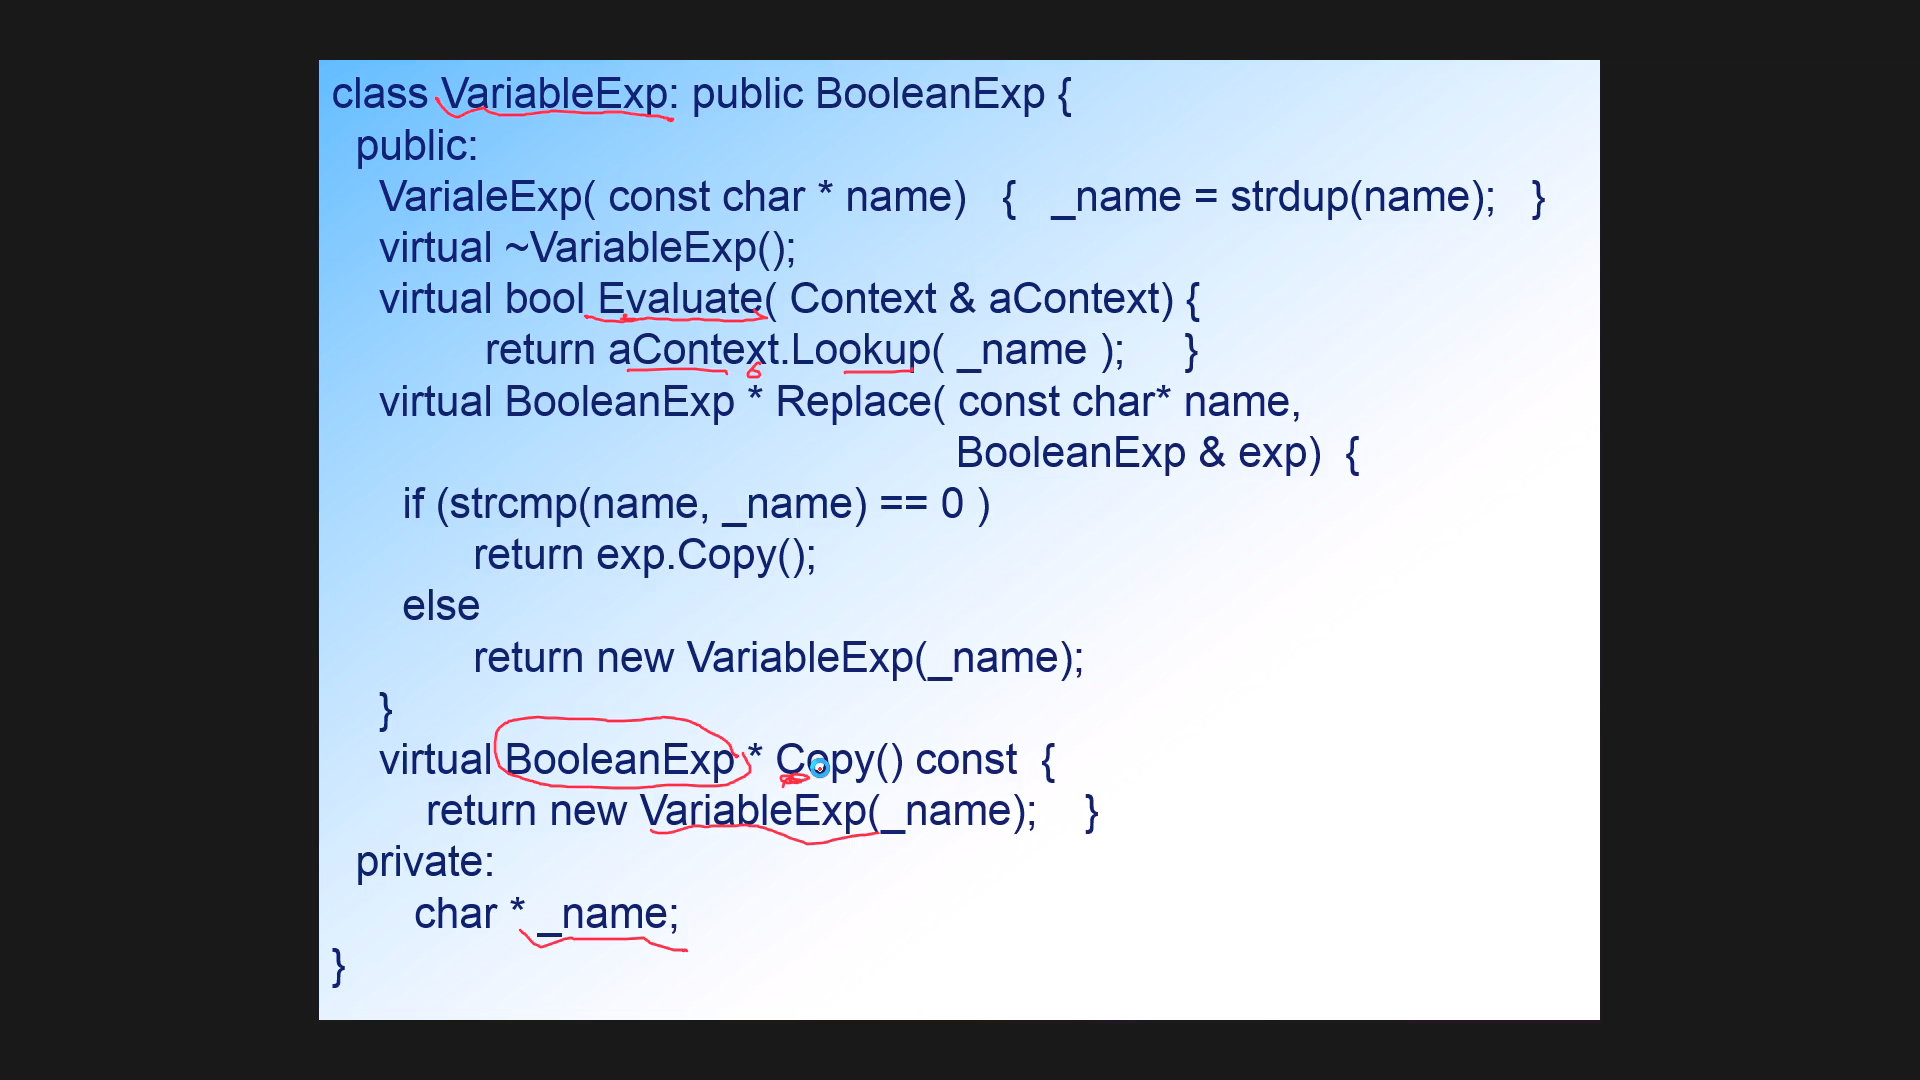 class VariableExp: public BooleanExp {
public:
VarialeExp( const char * name) { _name = strdup(name); }
virtual ~VariableExp();
virtual bool Evaluate( Context & aContext) {
return aContext.Lookup( _name ); }
virtual BooleanExp * Replace( const char* name,
BooleanExp & exp) {
if (strcmp(name, _name) == 0 )
return exp.Copy();
else
return new VariableExp(_name);
}
virtual BooleanExp * Copy() const {
return new VariableExp(_name); }
private:
char * _name;
}